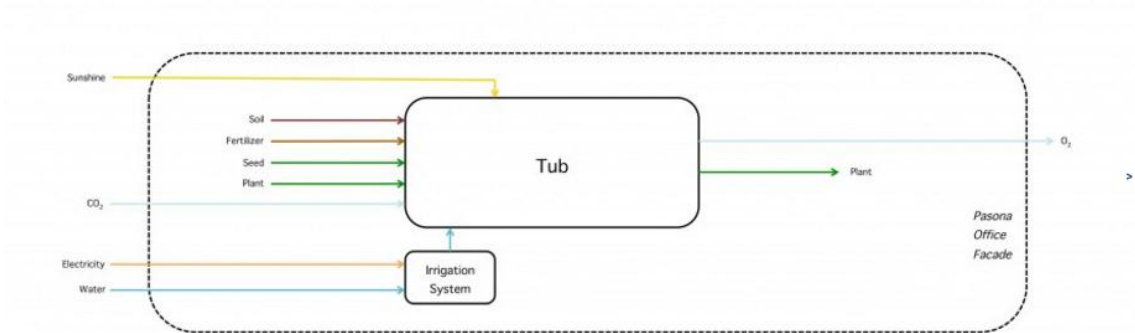 Sunshine
Soil
Fertilizer
Seed
Plant
CO₂
Electricity
Water
Tub
Irrigation
System
O₂
Plant
Pasona
Office
Facade
>